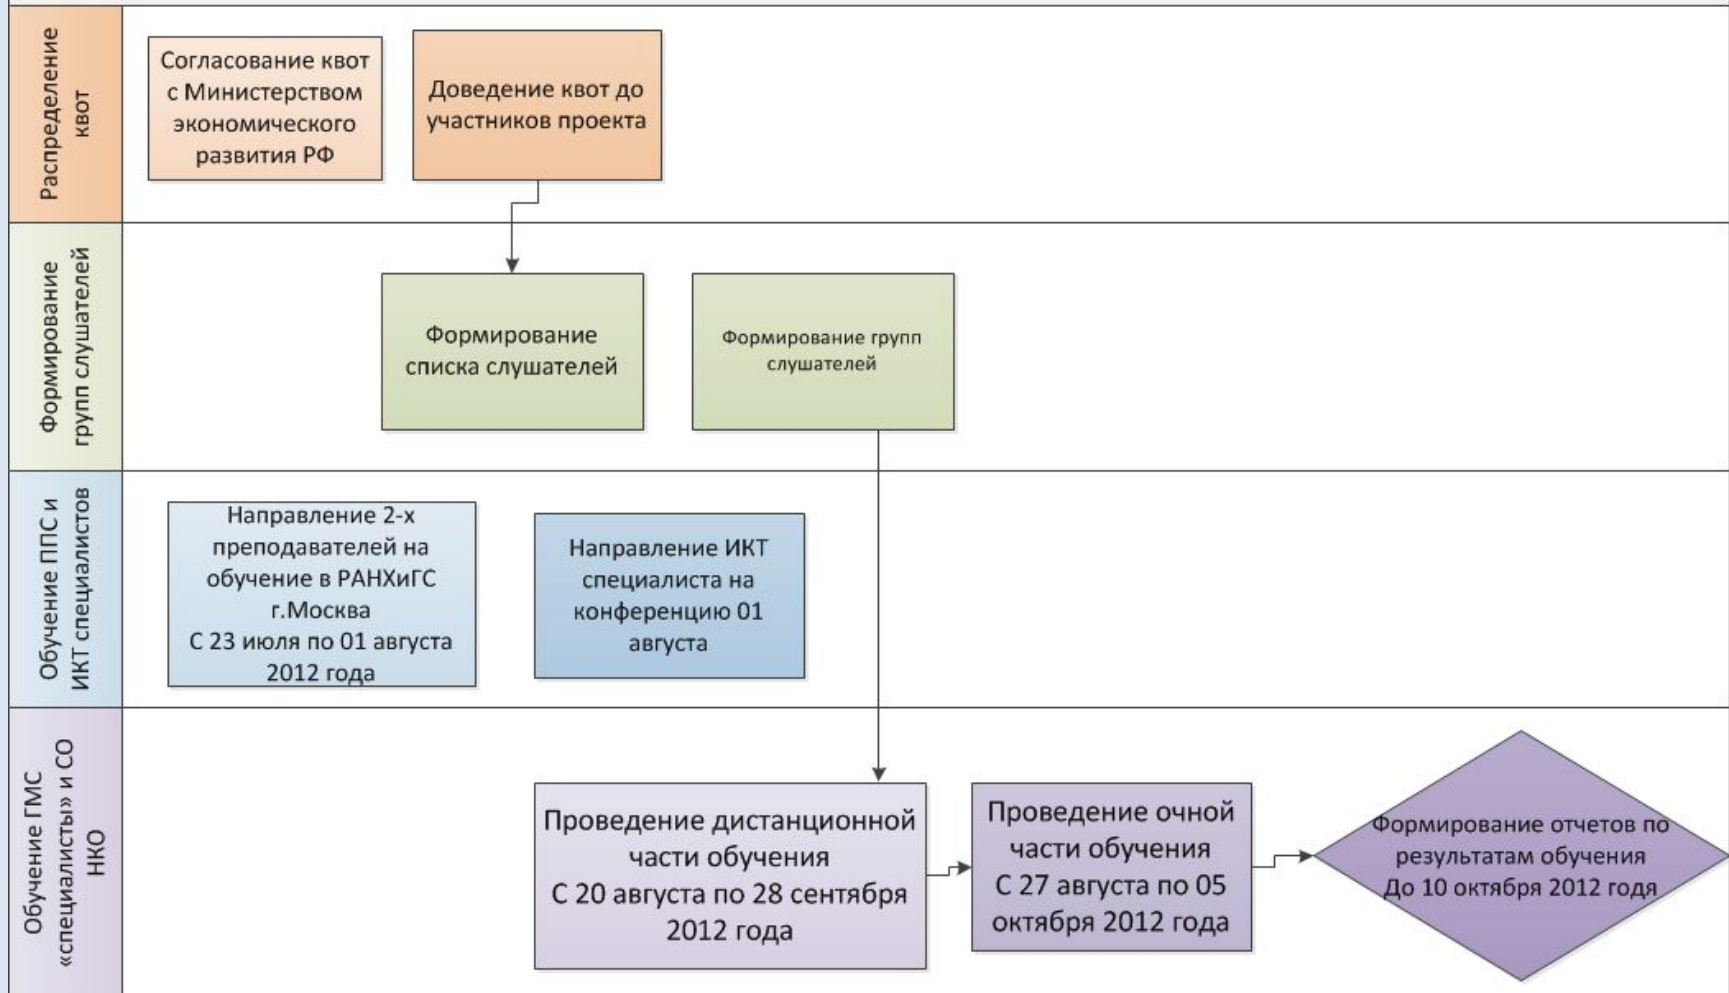 Распределение
квот
Согласование квот
с Министерством
экономического
развития РФ
Доведение квот до
участников проекта
Формирование
групп слушателей
Формирование
списка слушателей
Формирование групп
слушателей
Обучение ППС и
ИКТ специалистов
Направление 2-х
преподавателей на
обучение в РАНХиГС
г.Москва
С 23 июля по 01 августа
2012 года
Направление ИКТ
специалиста на
конференцию 01
августа
Обучение ГМС
«специалисты» и СО
НКО
Проведение дистанционной
части обучения
С 20 августа по 28 сентября
2012 года
Проведение очной
части обучения
С 27 августа по 05
октября 2012 года
Формирование отчетов по
результатам обучения
До 10 октября 2012 годя